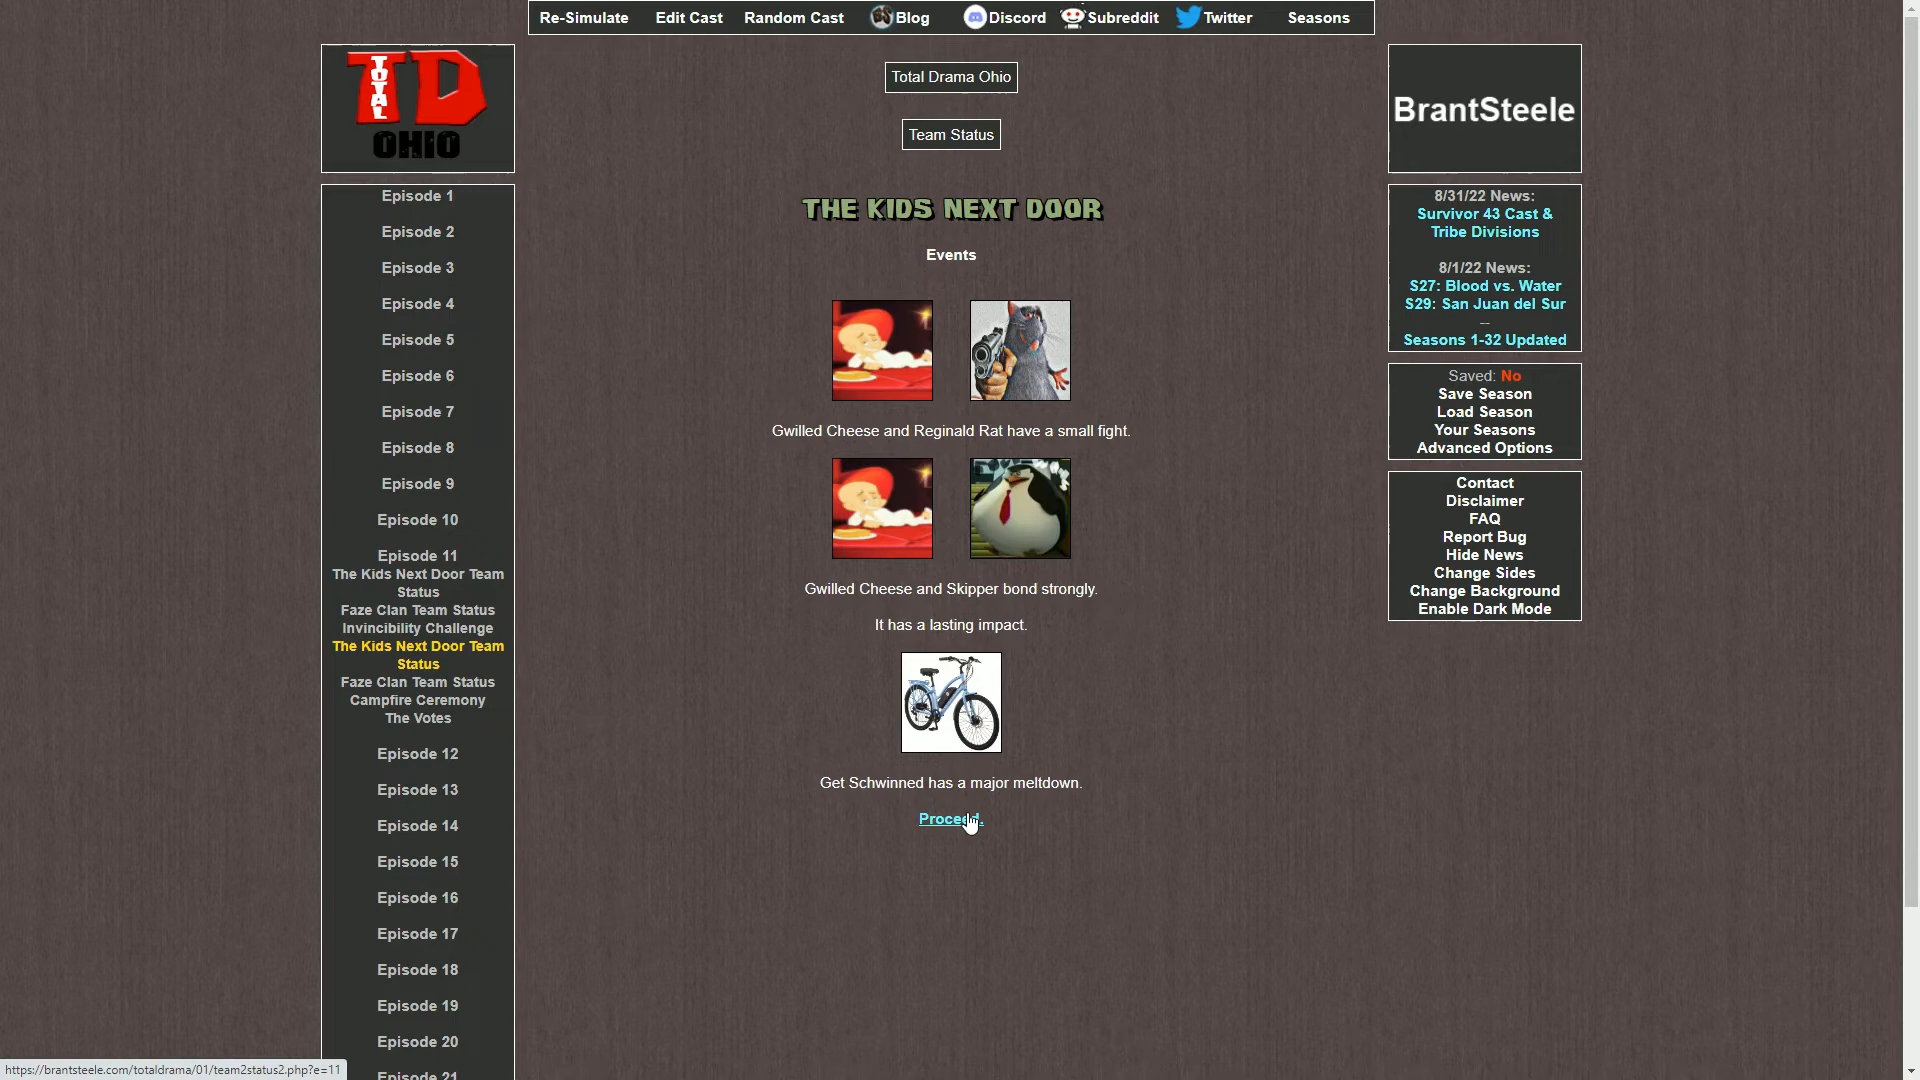 Re-Simulate Edit Cast Random Cast Blog Discord Subreddit Twitter Seasons
TOTAL
TD
OHIO
Episode 1
Episode 2
Episode 3
Episode 4
Episode 5
Episode 6
Episode 7
Episode 8
Episode 9
Episode 10
Episode 11
The Kids Next Door Team
Status
Faze Clan Team Status
Invincibility Challenge
The Kids Next Door Team
Status
Faze Clan Team Status
Campfire Ceremony
The Votes
Episode 12
Episode 13
Episode 14
Episode 15
Episode 16
Episode 17
Episode 18
Episode 19
Episode 20
Episode 21
Total Drama Ohio
Team Status
THE KIDS NEXT DOOR
Events
Gwilled Cheese and Reginald Rat have a small fight.
Gwilled Cheese and Skipper bond strongly.
It has a lasting impact.
Get Schwinned has a major meltdown.
Proceed.
BrantSteele
8/31/22 News:
Survivor 43 Cast &
Tribe Divisions
8/1/22 News:
S27: Blood vs. Water
S29: San Juan del Sur
--
Seasons 1-32 Updated
Saved: No
Save Season
Load Season
Your Seasons
Advanced Options
Contact
Disclaimer
FAQ
Report Bug
Hide News
Change Sides
Change Background
Enable Dark Mode
https://brantsteele.com/totaldrama/01/team2status2.php?e=11